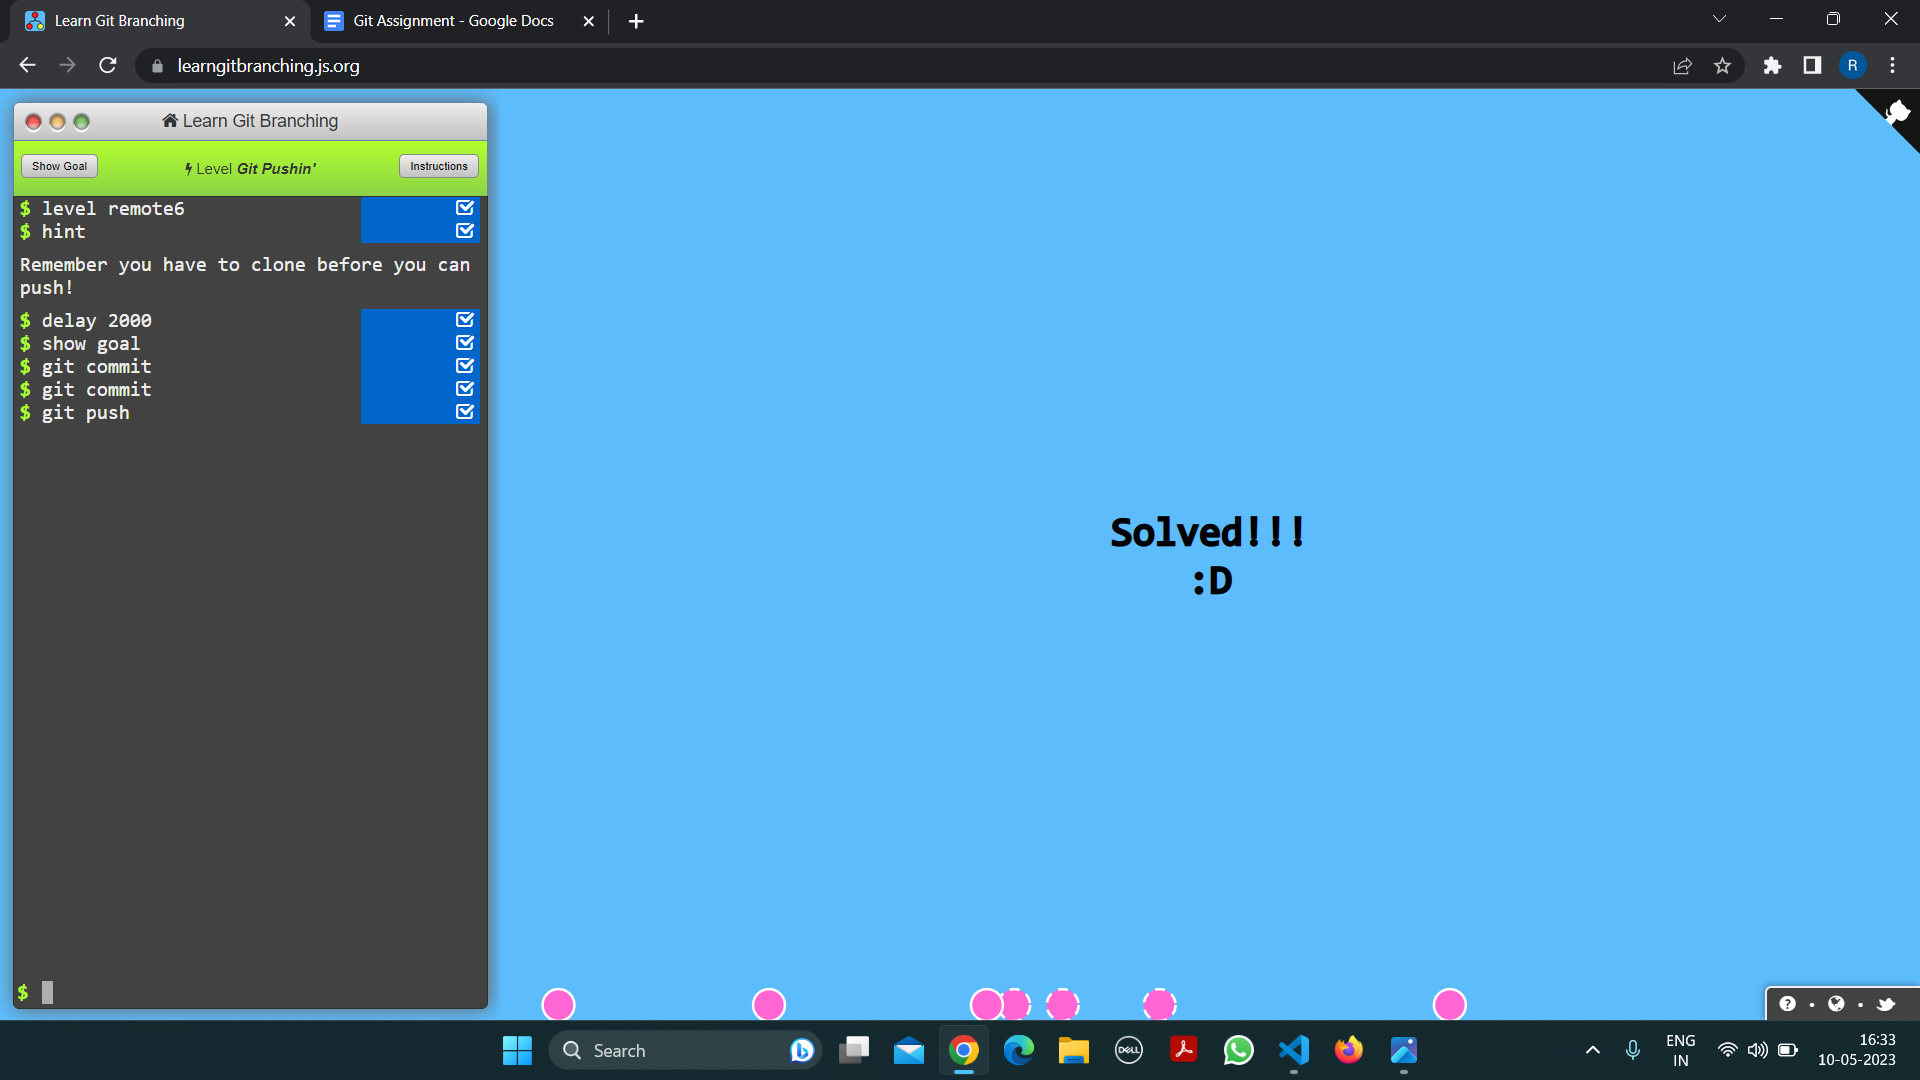 Learn Git Branching
Git Assignment - Google Docs
learngitbranching.js.org
R
Learn Git Branching
Show Goal
Level Git Pushin'
Instructions
$ level remote6
$ hint
Remember you have to clone before you can
push!
$ delay 2000
$ show goal
$ git commit
$ git commit
$ git push
$
Solved!!!
:D
?
Search
b
DELL
ENG
IN
16:33
10-05-2023